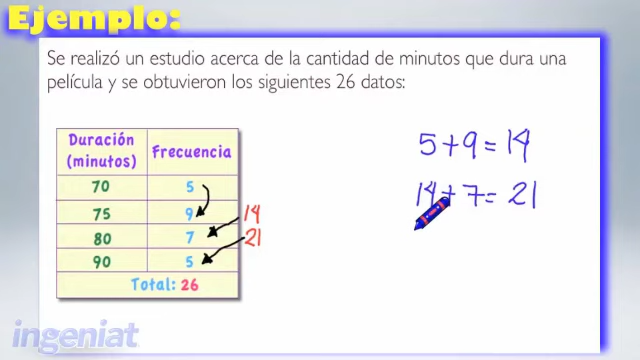 Ejemplo:
Se realizó un estudio acerca de la cantidad de minutos que dura una
película y se obtuvieron los siguientes 26 datos:
Duración (minutos) Frecuencia
70 5
75 9
80 7
90 5
Total: 26
14
21
5+9=14
14+7=21
ingeniat